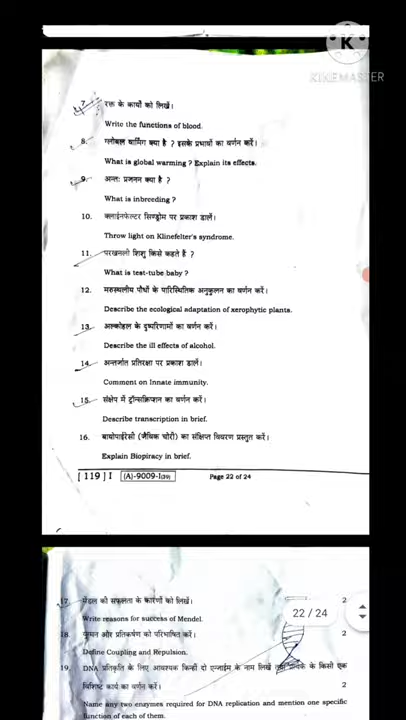 K
KINEMASTER
7. रक्त के कार्यों को लिखें।
Write the functions of blood.
8. ग्लोबल वार्मिंग क्या है ? इसके प्रभावों का वर्णन करें।
What is global warming ? Explain its effects.
9. अन्तः प्रजनन क्या है ?
What is inbreeding ?
10. क्लाईनफेल्टर सिण्ड्रोम पर प्रकाश डालें।
Throw light on Klinefelter's syndrome.
11. परखनली शिशु किसे कहते हैं ?
What is test-tube baby ?
12. मरुस्थलीय पौधों के पारिस्थितिक अनुकूलन का वर्णन करें।
Describe the ecological adaptation of xerophytic plants.
13. अल्कोहल के दुष्परिणामों का वर्णन करें।
Describe the ill effects of alcohol.
14. अन्तर्जात प्रतिरक्षा पर प्रकाश डालें।
Comment on Innate immunity.
15. संक्षेप में ट्रॉन्सक्रिप्शन का वर्णन करें।
Describe transcription in brief.
16. बायोपाईरेसी (जैविक चोरी) का संक्षिप्त विवरण प्रस्तुत करें।
Explain Biopiracy in brief.
[ 119 ] I (A)-9009-I Page 22 of 24
17. मेंडल की सफलता के कारणों को लिखें। 2
22 / 24
Write reasons for success of Mendel.
18. युग्मन और प्रतिकर्षण को परिभाषित करें। 2
Define Coupling and Repulsion.
19. DNA प्रतिकृति के लिए आवश्यक किन्हीं दो एन्जाईम के नाम लिखें के किसी एक
विशिष्ट कार्य का वर्णन करें। 2
Name any two enzymes required for DNA replication and mention one specific
function of each of them.